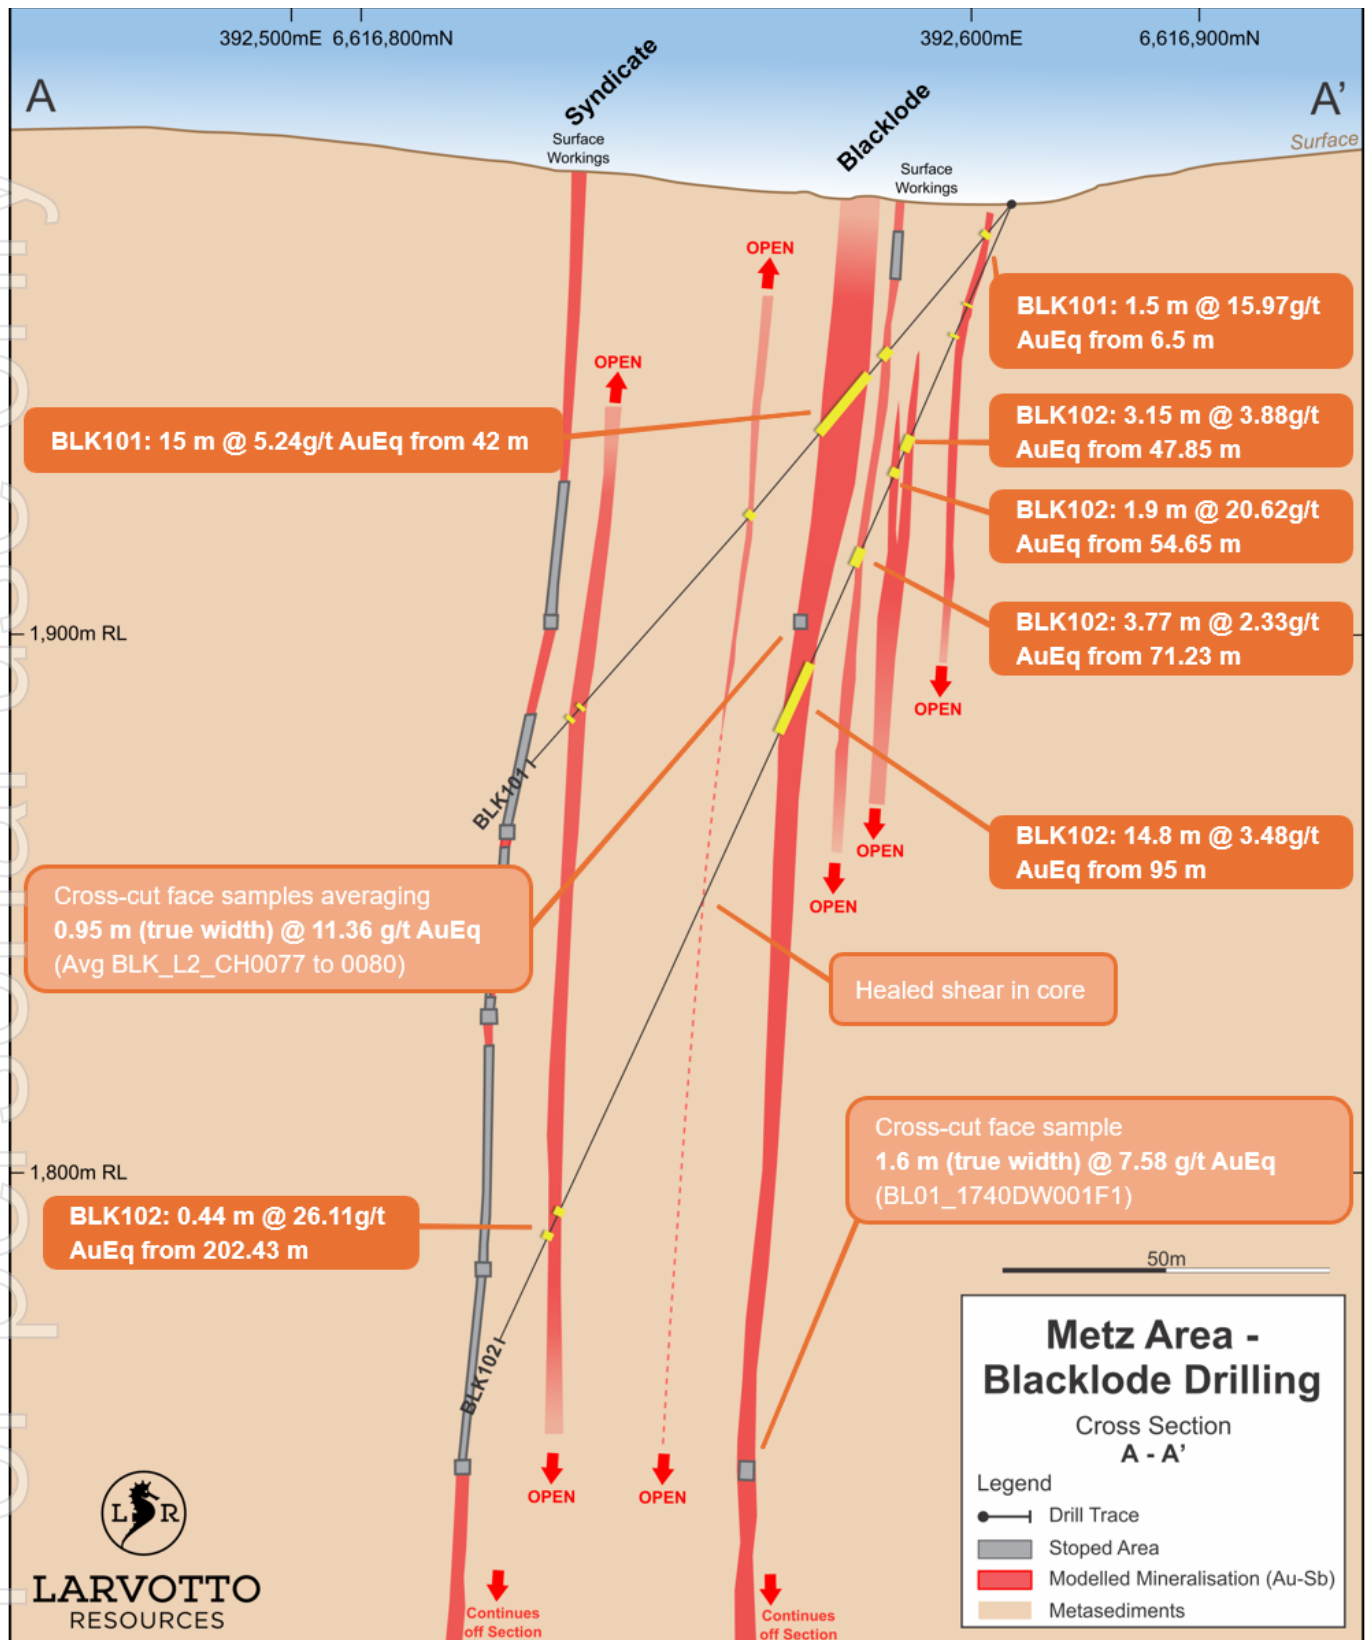 392,500mE 6,616,800mN
392,600mE
6,616,900mN
A
A'
Syndicate
Surface
Workings
Blacklode
Surface
Workings
Surface
OPEN
OPEN
BLK101: 1.5 m @ 15.97g/t
AuEq from 6.5 m
BLK101: 15 m @ 5.24g/t AuEq from 42 m
BLK102: 3.15 m @ 3.88g/t
AuEq from 47.85 m
BLK102: 1.9 m @ 20.62g/t
AuEq from 54.65 m
BLK102: 3.77 m @ 2.33g/t
AuEq from 71.23 m
1,900m RL
OPEN
BLK101
BLK102: 14.8 m @ 3.48g/t
AuEq from 95 m
OPEN
OPEN
Cross-cut face samples averaging
0.95 m (true width) @ 11.36 g/t AuEq
(Avg BLK_L2_CH0077 to 0080)
Healed shear in core
Cross-cut face sample
1.6 m (true width) @ 7.58 g/t AuEq
(BL01_1740DW001F1)
1,800m RL
BLK102: 0.44 m @ 26.11g/t
AuEq from 202.43 m
50m
BLK102
OPEN
OPEN
Metz Area -
Blacklode Drilling
Cross Section
A - A'
Legend
Drill Trace
Stoped Area
Modelled Mineralisation (Au-Sb)
Metasediments
L R
LARVOTTO
RESOURCES
Continues
off Section
Continues
off Section
For personal use only